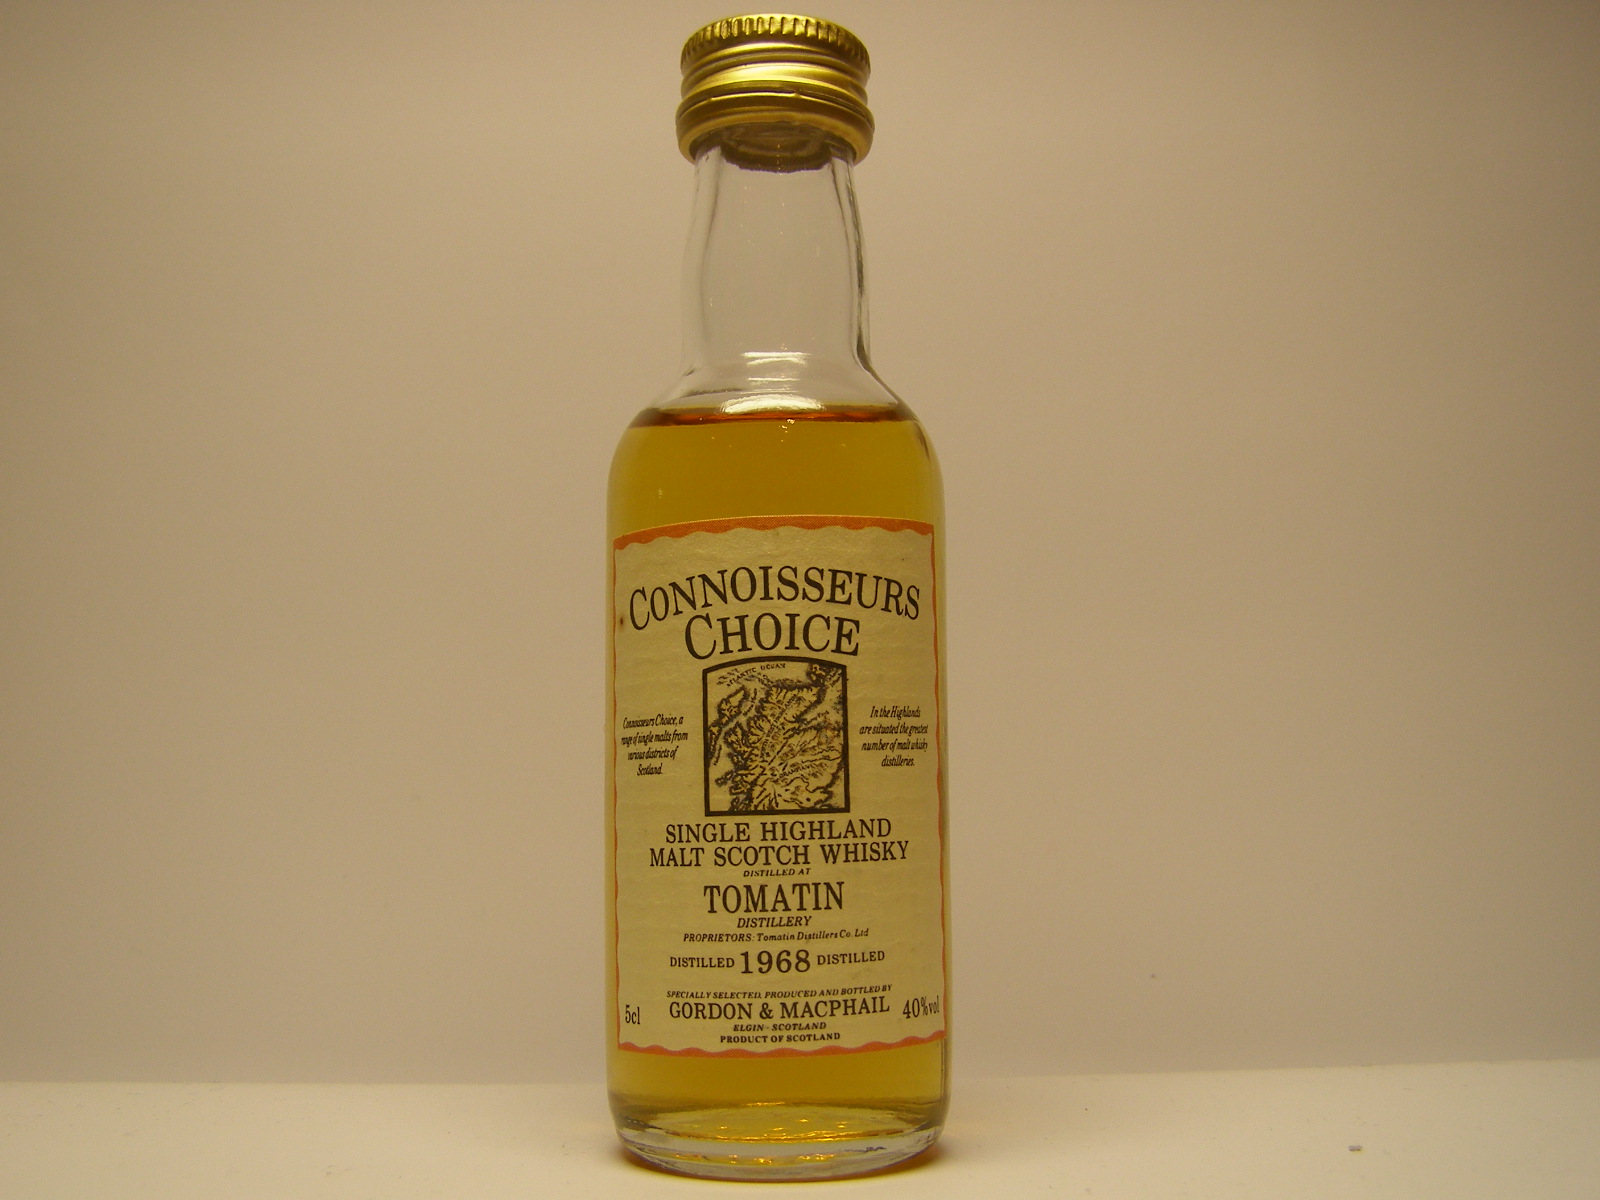 CONNOISSEURS
CHOICE
ATLANTIC OCEAN
Connoisseurs Choice, a
range of single malts from
various districts of
Scotland.
In the Highlands
are situated the greatest
number of malt whisky
distilleries.
SINGLE HIGHLAND
MALT SCOTCH WHISKY
DISTILLED AT
TOMATIN
DISTILLERY
PROPRIETORS: Tomatin Distillers Co. Ltd
DISTILLED 1968 DISTILLED
SPECIALLY SELECTED, PRODUCED AND BOTTLED BY
5cl GORDON & MACPHAIL 40%vol
ELGIN - SCOTLAND
PRODUCT OF SCOTLAND